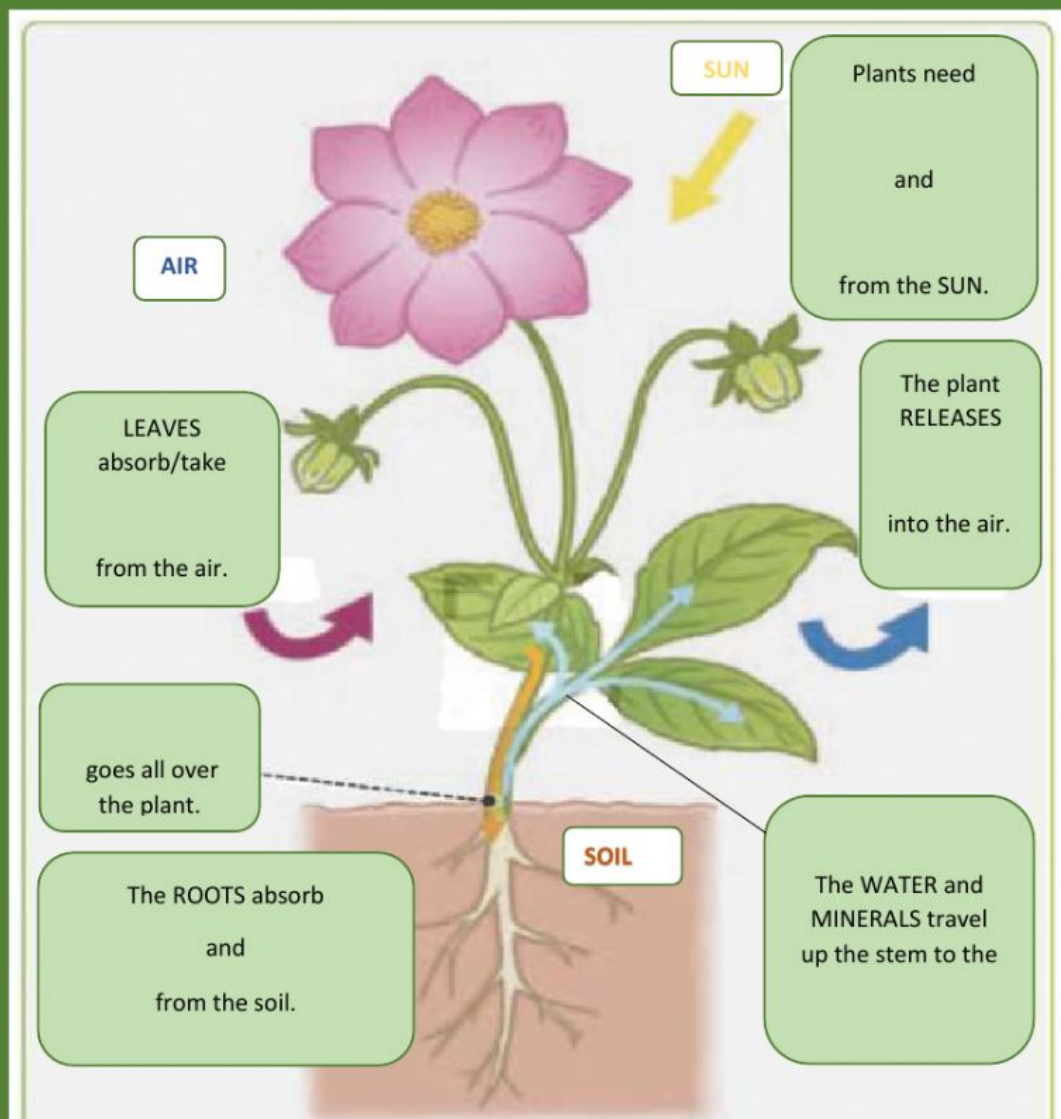 SUN
Plants need
and
from the SUN.
AIR
The plant
RELEASES
into the air.
LEAVES
absorb/take
from the air.
goes all over
the plant.
SOIL
The WATER and
MINERALS travel
up the stem to the
The ROOTS absorb
and
from the soil.